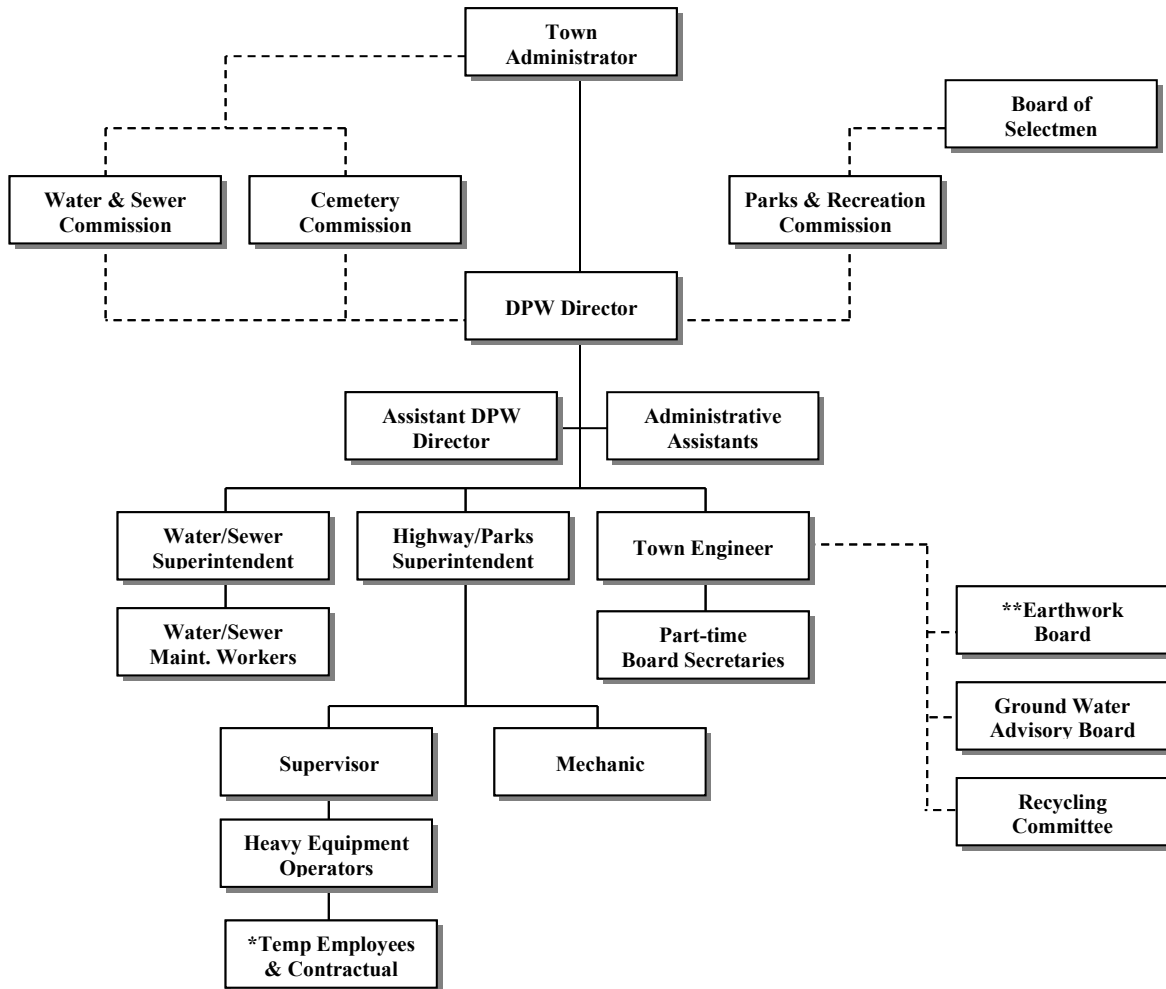 Town
Administrator
Board of
Selectmen
Water & Sewer
Commission
Cemetery
Commission
Parks & Recreation
Commission
DPW Director
Assistant DPW
Director
Administrative
Assistants
Water/Sewer
Superintendent
Highway/Parks
Superintendent
Town Engineer
**Earthwork
Board
Water/Sewer
Maint. Workers
Part-time
Board Secretaries
Ground Water
Advisory Board
Supervisor
Mechanic
Recycling
Committee
Heavy Equipment
Operators
*Temp Employees
& Contractual